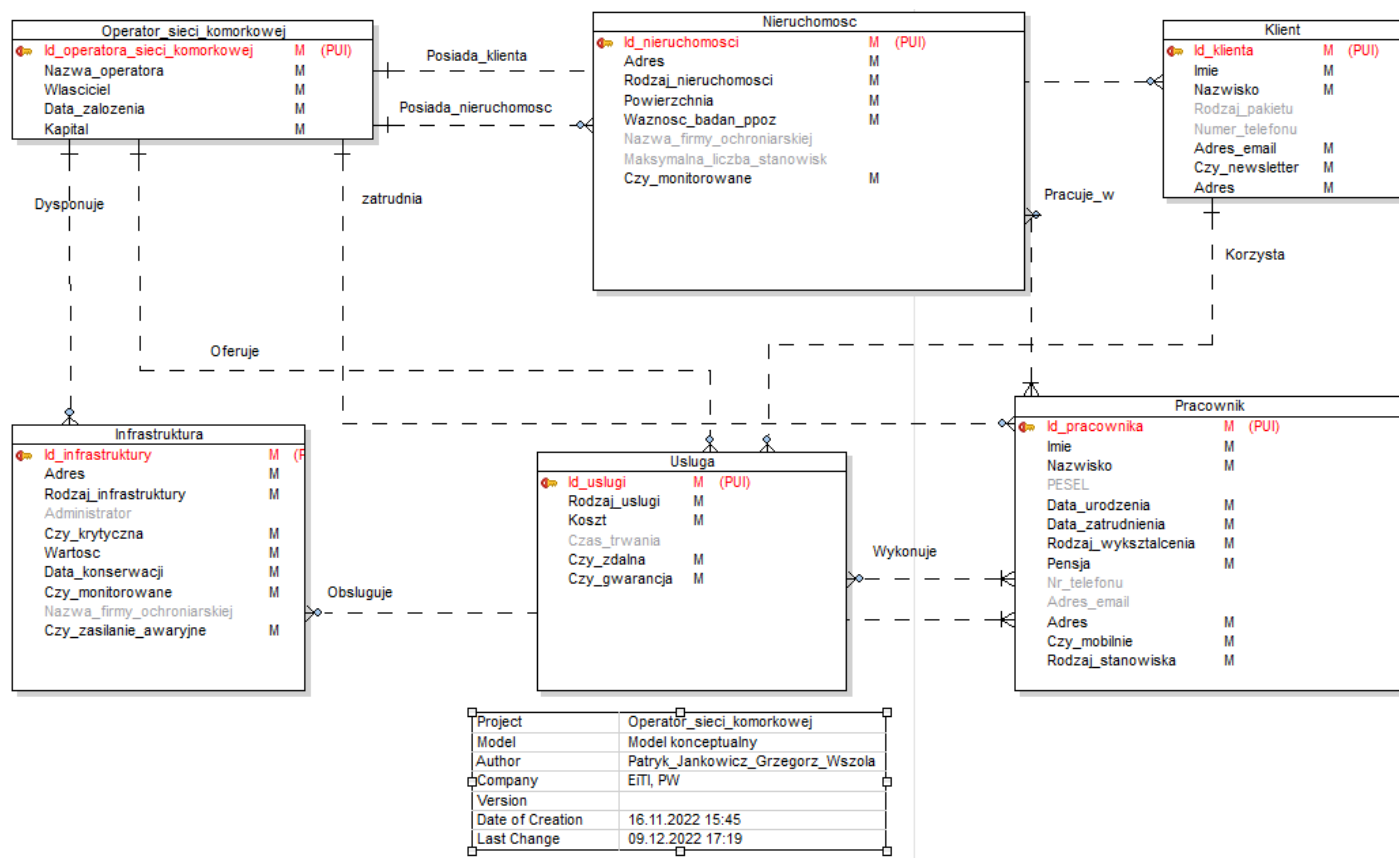 Operator_sieci_komorkowej
Id_operatora_sieci_komorkowej M (PUI)
Nazwa_operatora M
Wlasciciel M
Data_zalozenia M
Kapital M
Posiada_klienta
Posiada_nieruchomosc
Nieruchomosc
Id_nieruchomosci M (PUI)
Adres M
Rodzaj_nieruchomosci M
Powierzchnia M
Waznosc_badan_ppoz M
Nazwa_firmy_ochroniarskiej
Maksymalna_liczba_stanowisk
Czy_monitorowane M
Klient
Id_klienta M (PUI)
Imie M
Nazwisko M
Rodzaj_pakietu
Numer_telefonu
Adres_email M
Czy_newsletter M
Adres M
Dysponuje
zatrudnia
Pracuje_w
Korzysta
Oferuje
Infrastruktura
Id_infrastruktury M (P
Adres M
Rodzaj_infrastruktury M
Administrator
Czy_krytyczna M
Wartosc M
Data_konserwacji M
Czy_monitorowane M
Nazwa_firmy_ochroniarskiej
Czy_zasilanie_awaryjne M
Obsluguje
Usluga
Id_uslugi M (PUI)
Rodzaj_uslugi M
Koszt M
Czas_trwania
Czy_zdalna M
Czy_gwarancja M
Wykonuje
Pracownik
Id_pracownika M (PUI)
Imie M
Nazwisko M
PESEL
Data_urodzenia M
Data_zatrudnienia M
Rodzaj_wyksztalcenia M
Pensja M
Nr_telefonu
Adres_email
Adres M
Czy_mobilnie M
Rodzaj_stanowiska M
Project Operator_sieci_komorkowej
Model Model konceptualny
Author Patryk_Jankowicz_Grzegorz_Wszola
Company EiTI, PW
Version
Date of Creation 16.11.2022 15:45
Last Change 09.12.2022 17:19